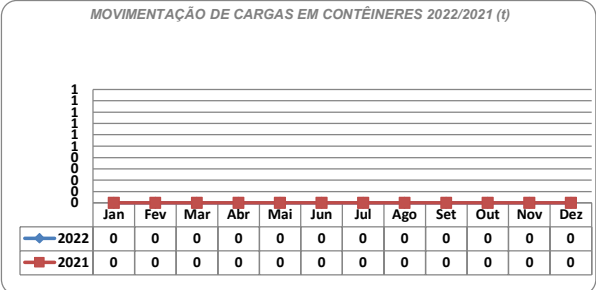 MOVIMENTAÇÃO DE CARGAS EM CONTÊINERES 2022/2021 (t)
1
1
1
1
1
1
0
0
0
0
0
Jan Fev Mar Abr Mai Jun Jul Ago Set Out Nov Dez
2022 0 0 0 0 0 0 0 0 0 0 0 0
2021 0 0 0 0 0 0 0 0 0 0 0 0